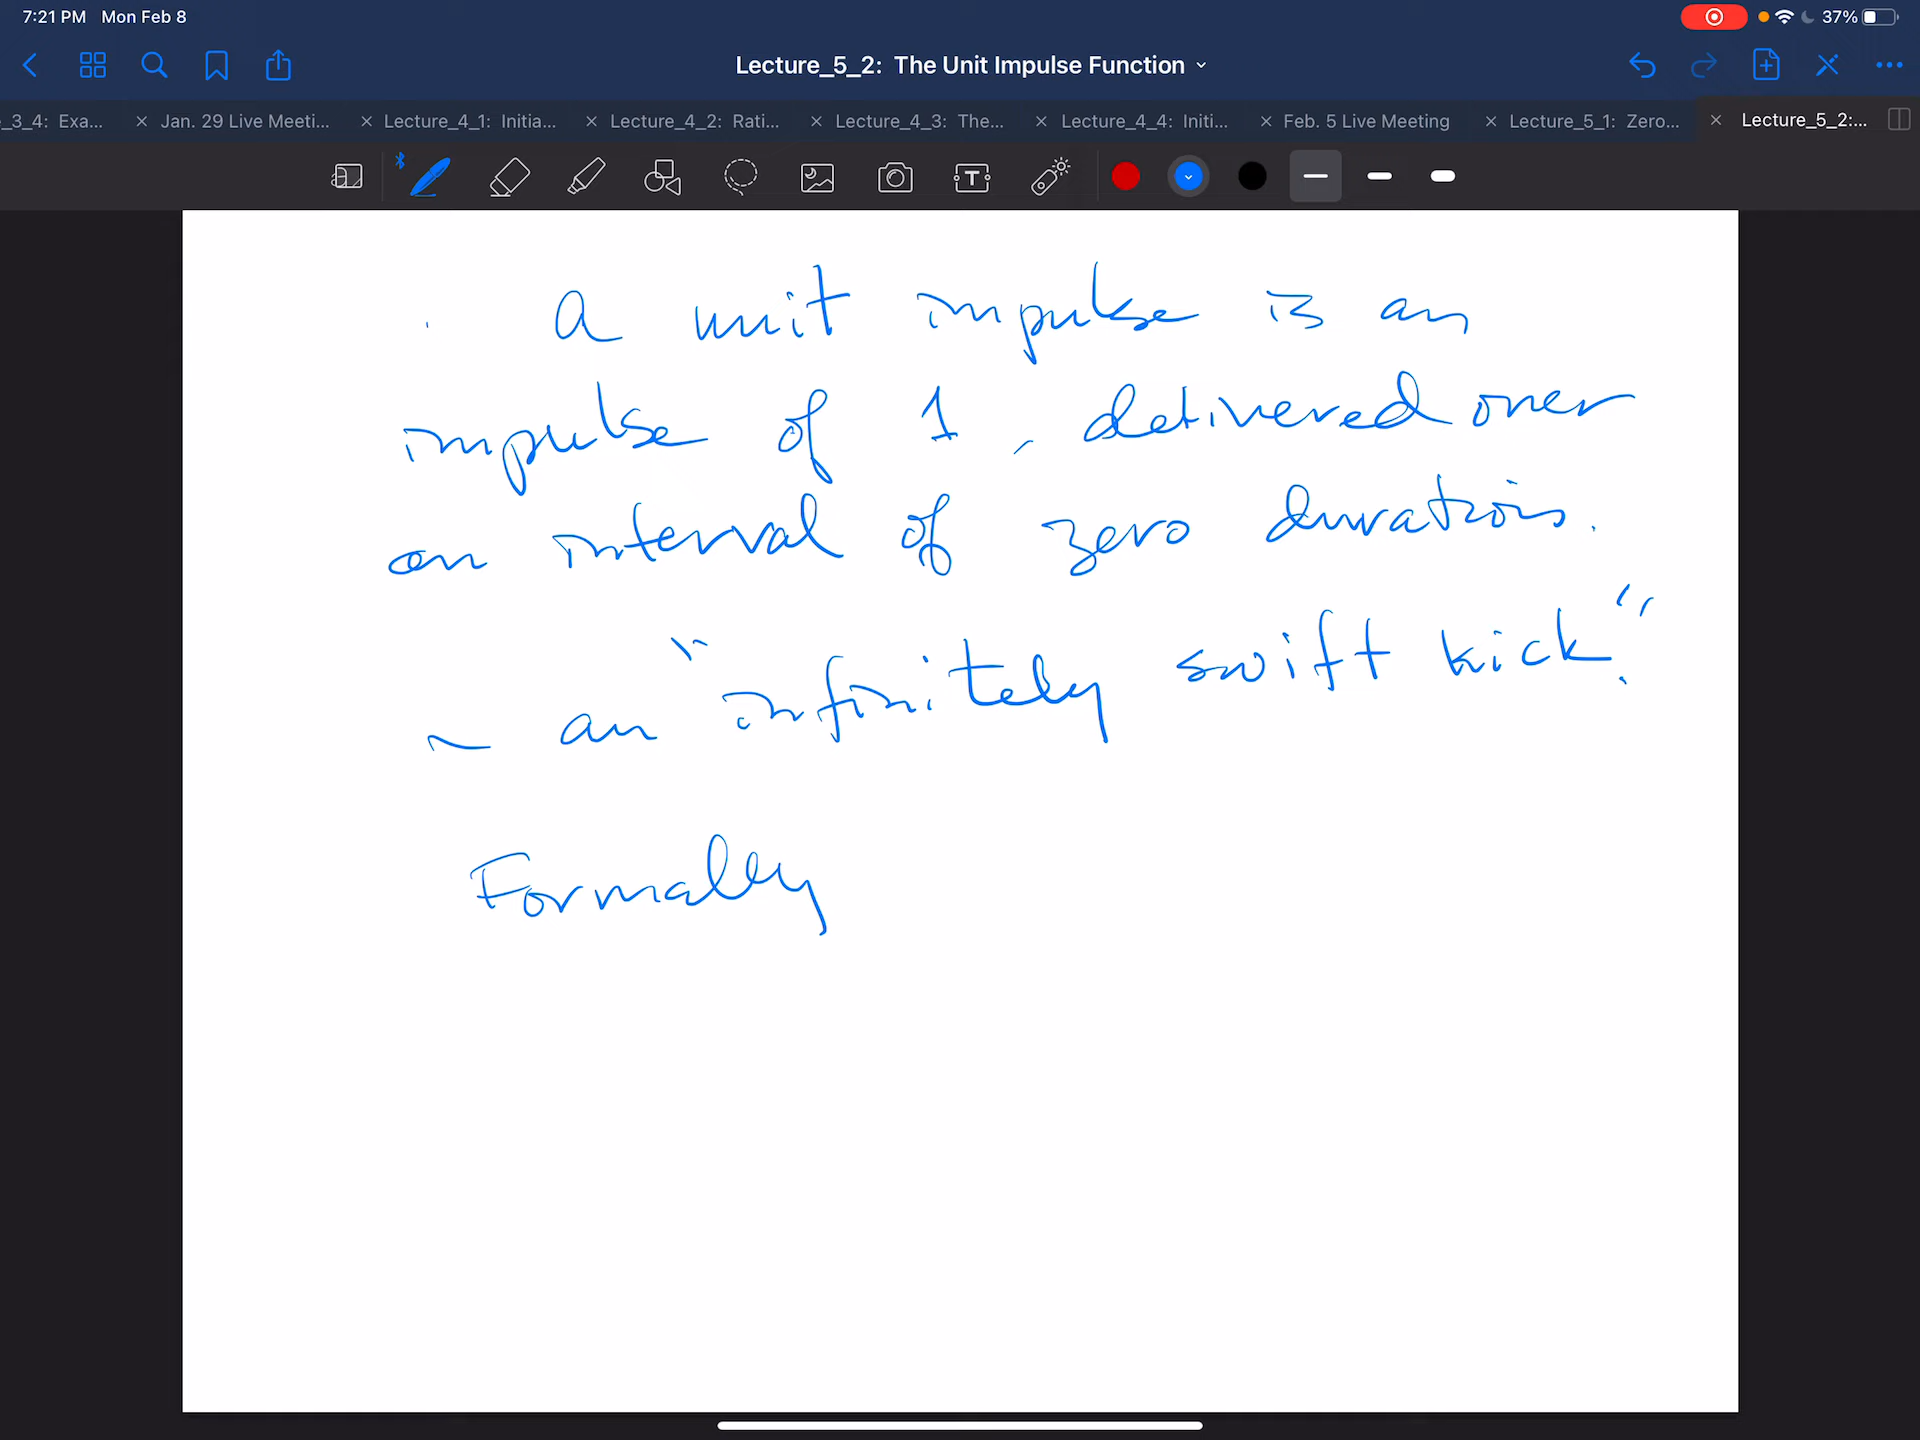 7:21 PM Mon Feb 8
37%
Lecture_5_2: The Unit Impulse Function
_3_4: Exa...
Jan. 29 Live Meeti...
Lecture_4_1: Initia...
Lecture_4_2: Rati...
Lecture_4_3: The...
Lecture_4_4: Initi...
Feb. 5 Live Meeting
Lecture_5_1: Zero...
Lecture_5_2:...
T
a unit impulse is an
impulse of 1, delivered over
an interval of zero duration.
~ an "infinitely swift kick."
Formally